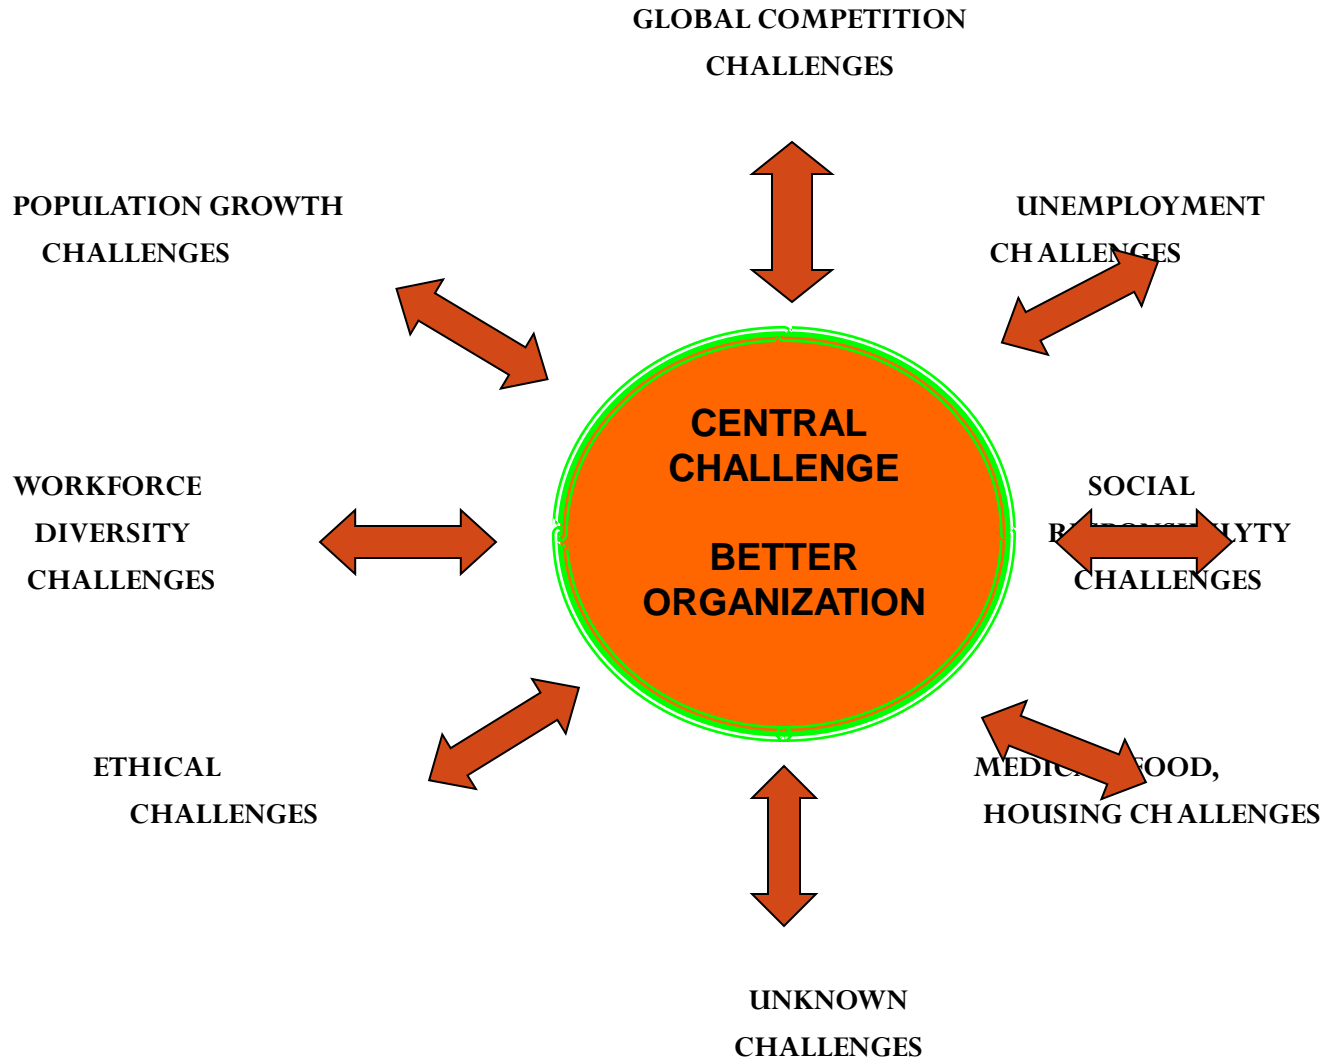 GLOBAL COMPETITION
CHALLENGES
POPULATION GROWTH
CHALLENGES
UNEMPLOYMENT
CHALLENGES
CENTRAL
CHALLENGE
BETTER
ORGANIZATION
WORKFORCE
DIVERSITY
CHALLENGES
SOCIAL
CHALLENGES
ETHICAL
CHALLENGES
FOOD,
HOUSING CHALLENGES
UNKNOWN
CHALLENGES